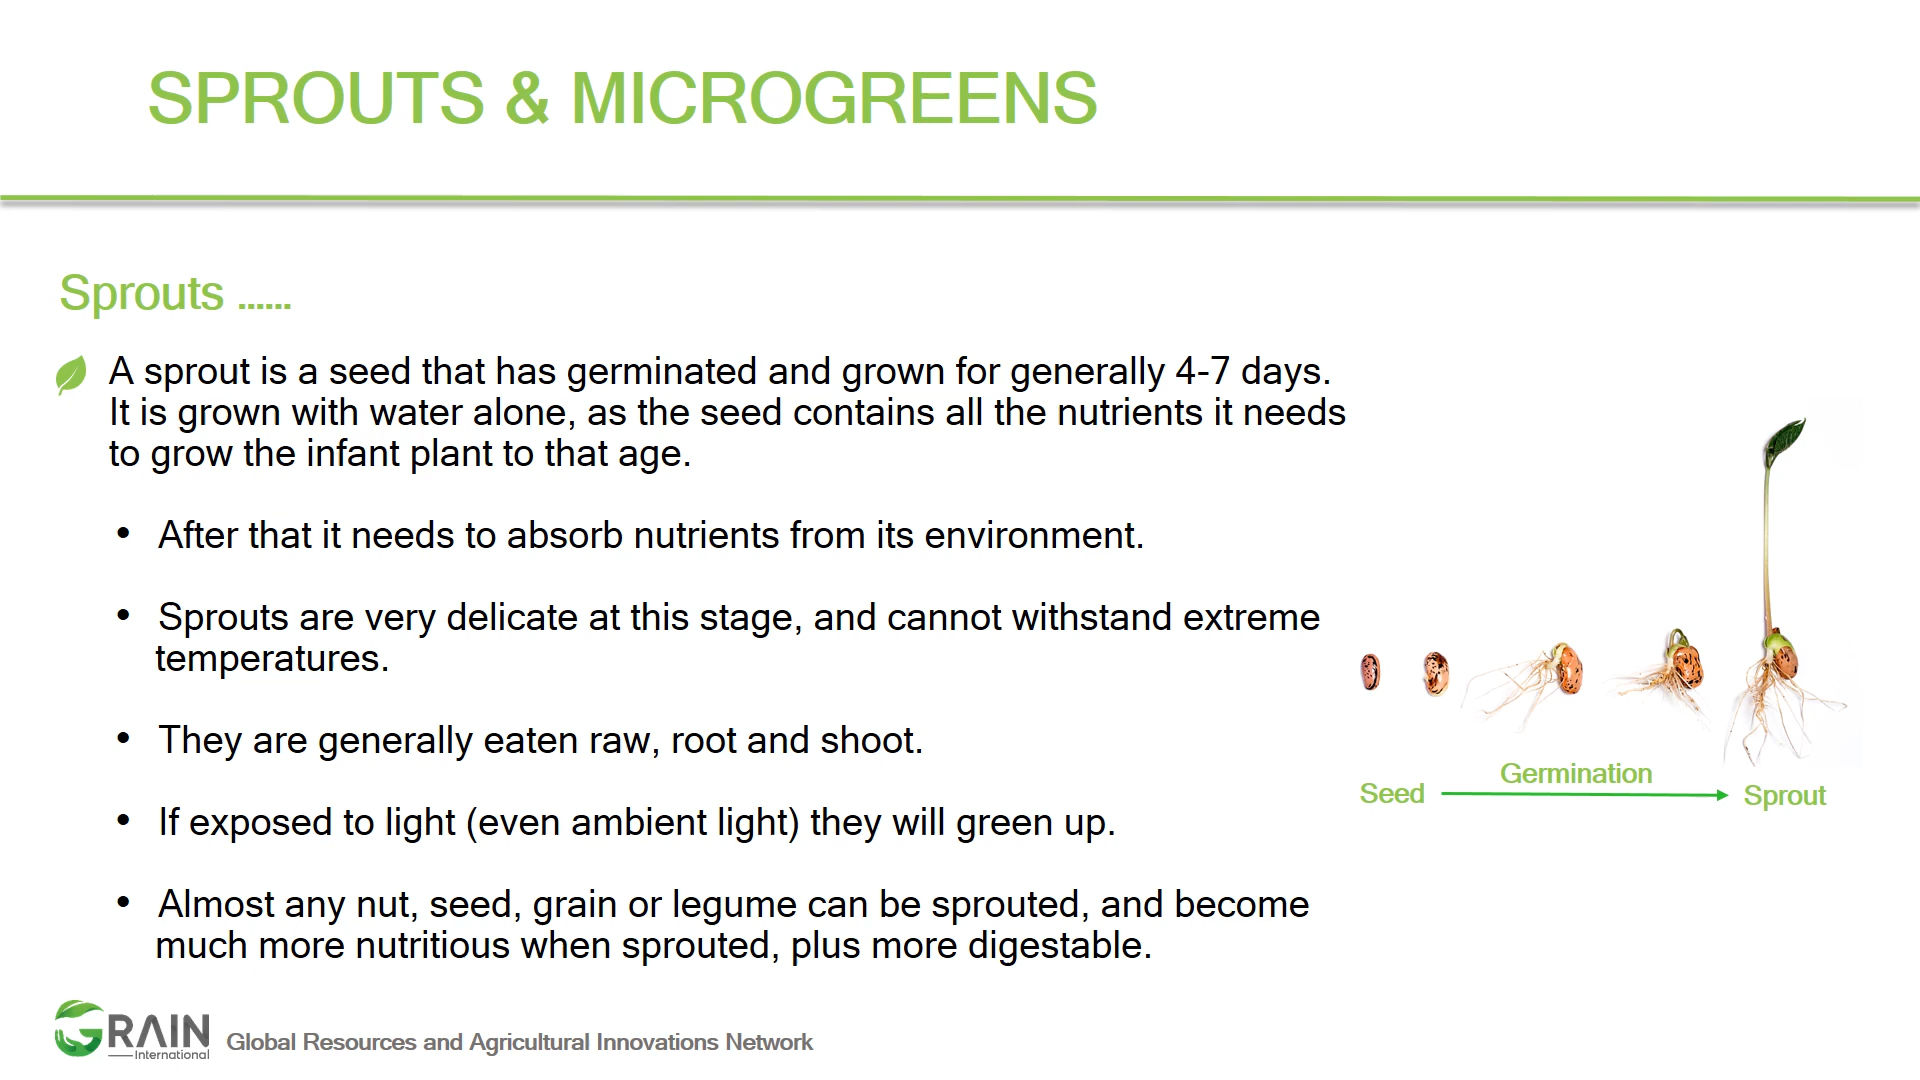 SPROUTS & MICROGREENS
Sprouts ......
A sprout is a seed that has germinated and grown for generally 4-7 days.
It is grown with water alone, as the seed contains all the nutrients it needs
to grow the infant plant to that age.
• After that it needs to absorb nutrients from its environment.
• Sprouts are very delicate at this stage, and cannot withstand extreme
temperatures.
• They are generally eaten raw, root and shoot.
• If exposed to light (even ambient light) they will green up.
• Almost any nut, seed, grain or legume can be sprouted, and become
much more nutritious when sprouted, plus more digestable.
Seed
Germination
Sprout
GRAIN
International
Global Resources and Agricultural Innovations Network